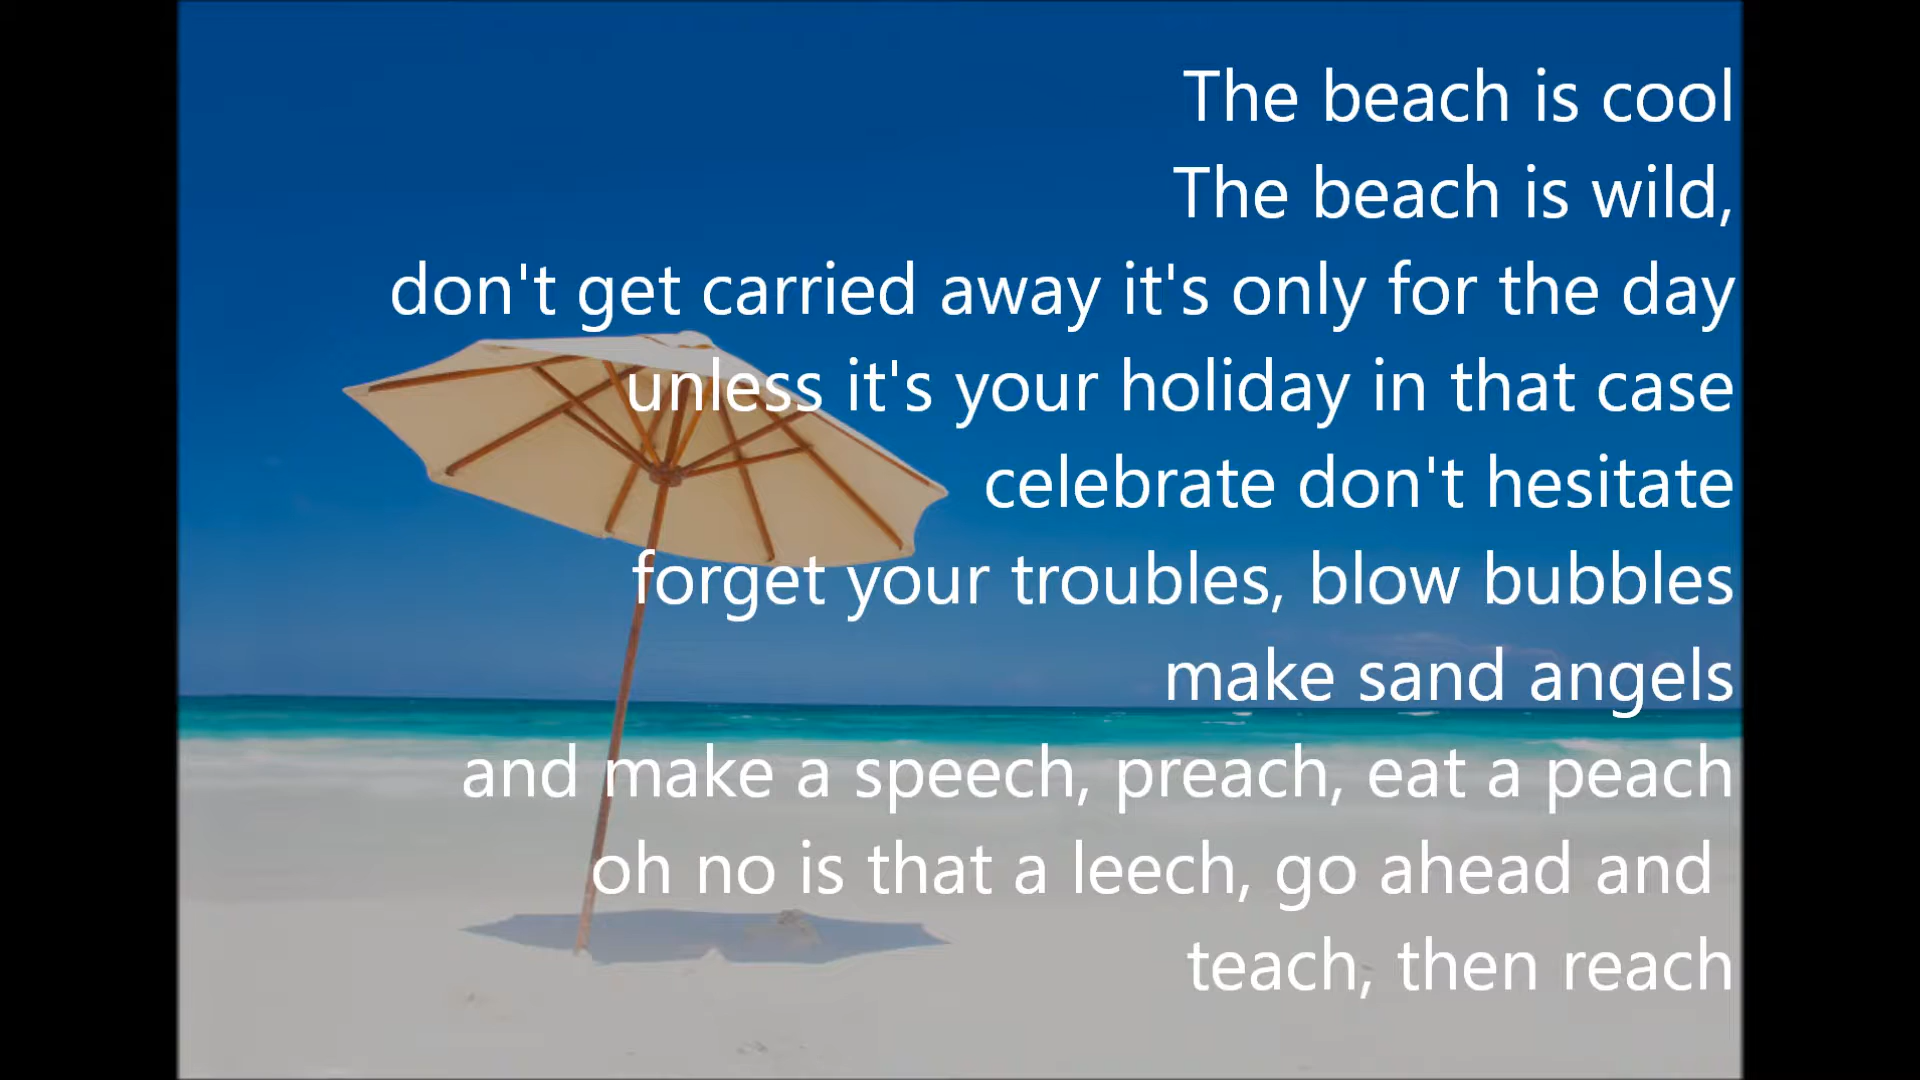 The beach is cool
The beach is wild,
don't get carried away it's only for the day
unless it's your holiday in that case
celebrate don't hesitate
forget your troubles, blow bubbles
make sand angels
and make a speech, preach, eat a peach
oh no is that a leech, go ahead and
teach, then reach